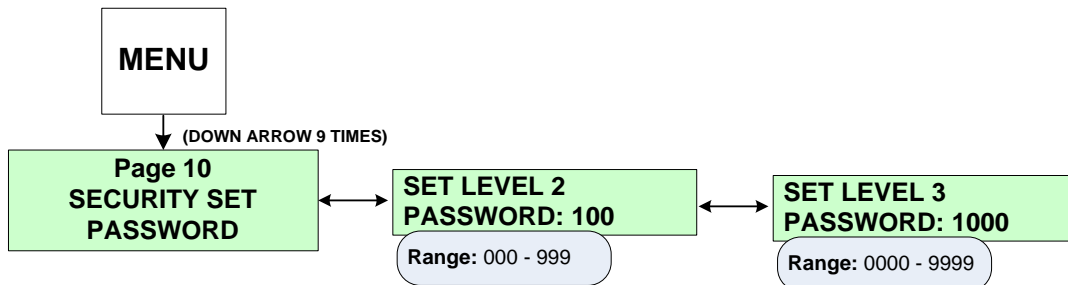 MENU
(DOWN ARROW 9 TIMES)
Page 10
SECURITY SET
PASSWORD
SET LEVEL 2
PASSWORD: 100
Range: 000 - 999
SET LEVEL 3
PASSWORD: 1000
Range: 0000 - 9999